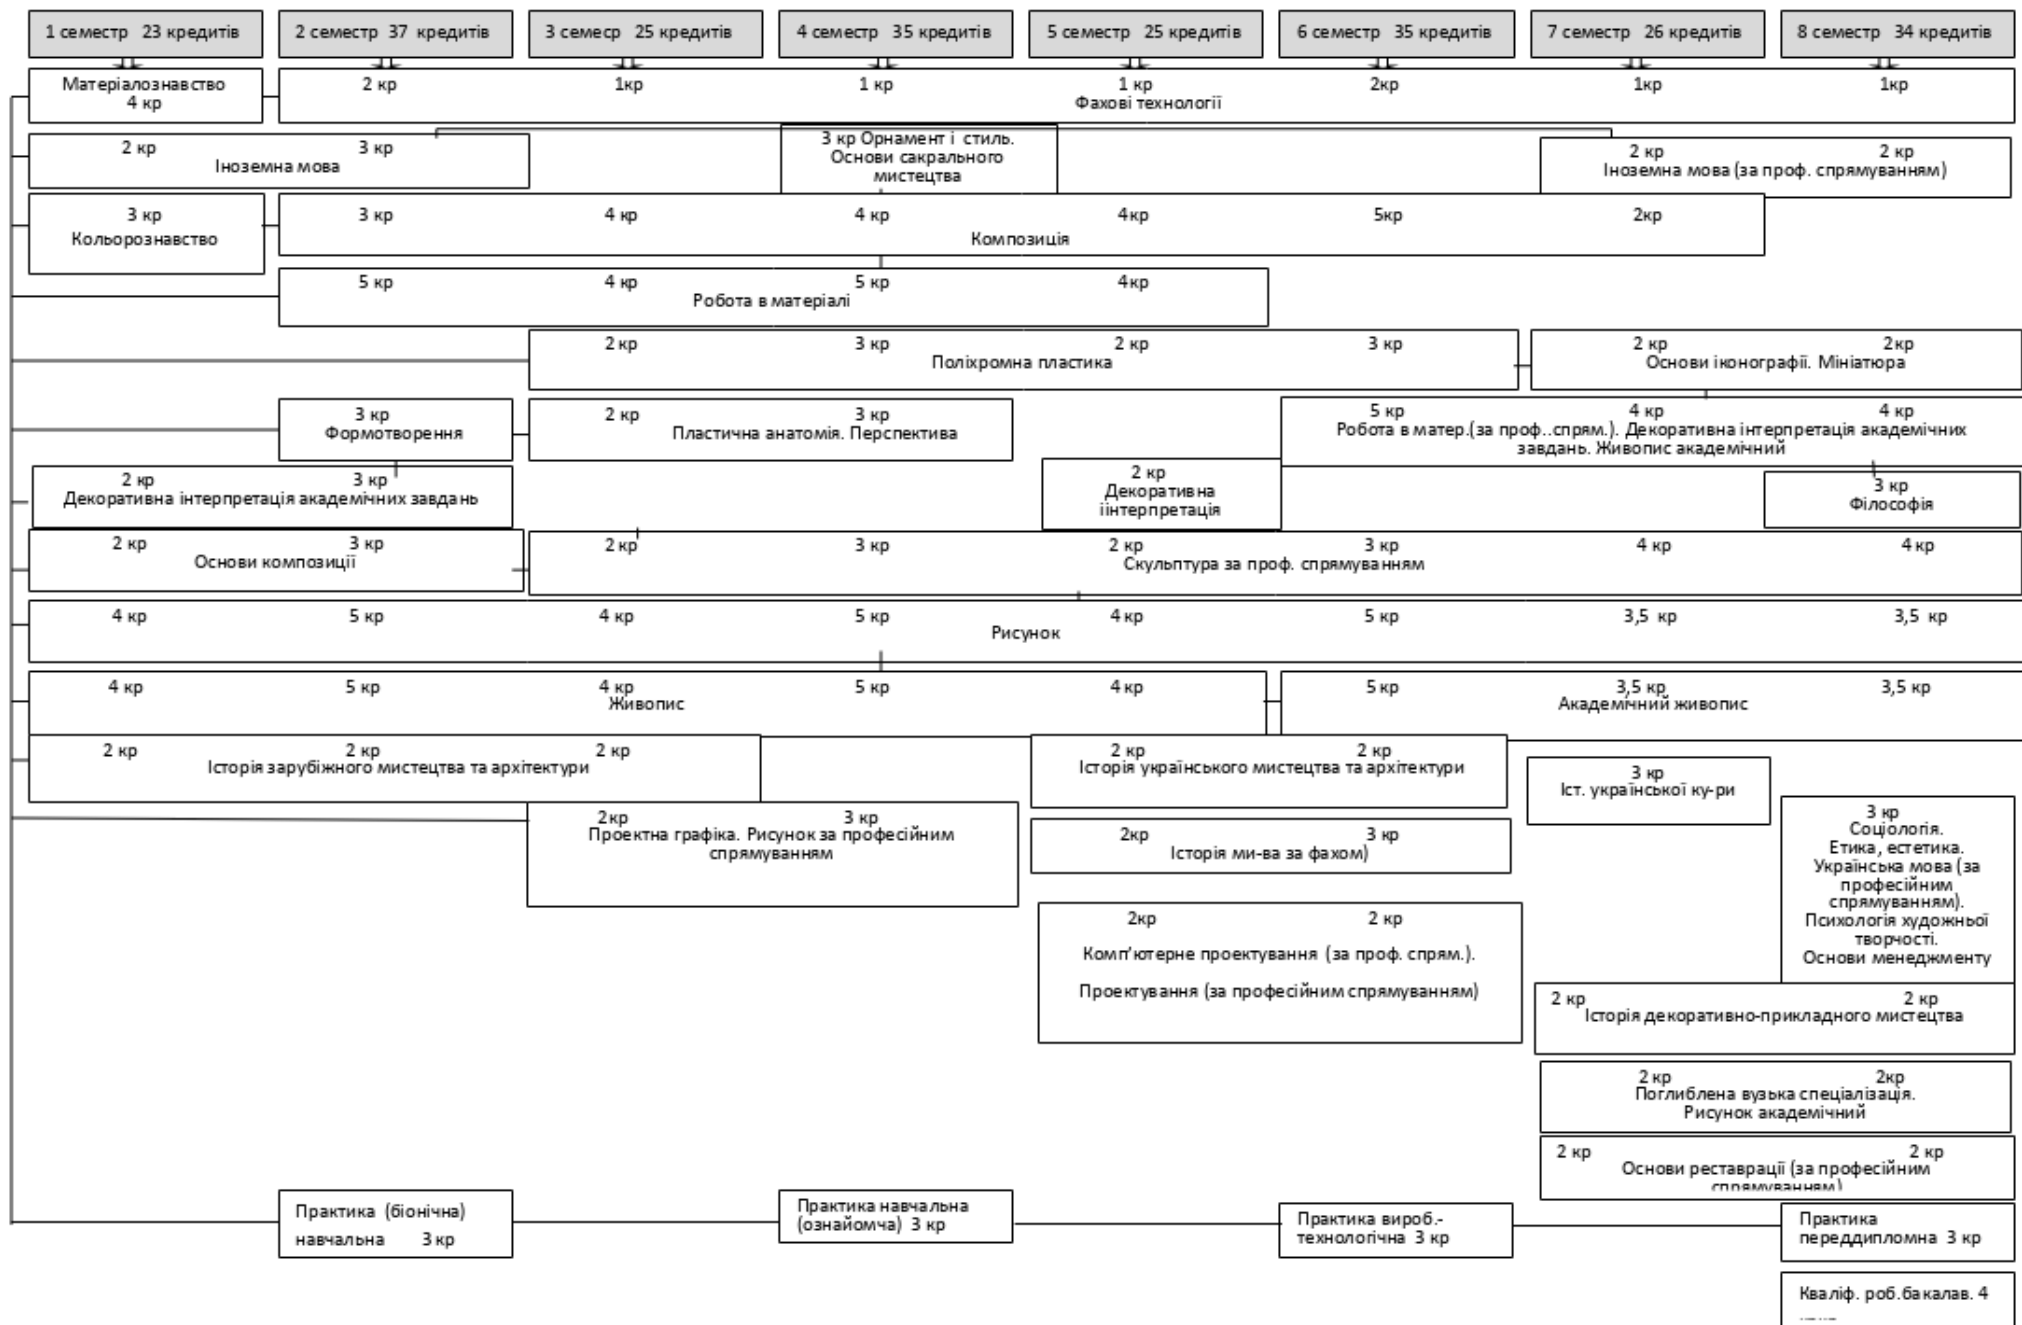 1 семестр 23 кредитів
2 семестр 37 кредитів
3 семеср 25 кредитів
4 семестр 35 кредитів
5 семестр 25 кредитів
6 семестр 35 кредитів
7 семестр 26 кредитів
8 семестр 34 кредитів
Матеріалознавство
4 кр
2 кр 1кр 1 кр 1 кр 2кр 1кр 1кр
Фахові технології
2 кр 3 кр
Іноземна мова
3 кр Орнамент і стиль.
Основи сакрального
мистецтва
2 кр 2 кр
Іноземна мова (за проф. спрямуванням)
3 кр
Кольорознавство
3 кр 4 кр 4 кр 4кр 5кр 2кр
Композиція
5 кр 4 кр 5 кр 4кр
Робота в матеріалі
2 кр 3 кр 2 кр 3 кр
Поліхромна пластика
2 кр 2кр
Основи іконографії. Мініатюра
3 кр
Формотворення
2 кр 3 кр
Пластична анатомія. Перспектива
5 кр 4 кр 4 кр
Робота в матер.(за проф..спрям.). Декоративна інтерпретація академічних
завдань. Живопис академічний
2 кр 3 кр
Декоративна інтерпретація академічних завдань
2 кр
Декоративна
іінтерпретація
3 кр
Філософія
2 кр 3 кр
Основи композиції
2 кр 3 кр 2 кр 3 кр 4 кр 4 кр
Скульптура за проф. спрямуванням
4 кр 5 кр 4 кр 5 кр 4 кр 5 кр 3,5 кр 3,5 кр
Рисунок
4 кр 5 кр 4 кр 5 кр 4 кр
Живопис
5 кр 3,5 кр 3,5 кр
Академічний живопис
2 кр 2 кр 2 кр
Історія зарубіжного мистецтва та архітектури
2 кр 2 кр
Історія українського мистецтва та архітектури
3 кр
Іст. української ку-ри
2кр 3 кр
Проектна графіка. Рисунок за професійним
спрямуванням
2кр 3 кр
Історія ми-ва за фахом)
3 кр
Соціологія.
Етика, естетика.
Українська мова (за
професійним
спрямуванням).
Психологія художньої
творчості.
Основи менеджменту
2кр 2 кр
Комп'ютерне проектування (за проф. спрям.).
Проектування (за професійним спрямуванням)
2 кр 2 кр
Історія декоративно-прикладного мистецтва
2 кр 2кр
Поглиблена вузька спеціалізація.
Рисунок академічний
2 кр 2 кр
Основи реставрації (за професійним
спрямуванням)
Практика (біонічна)
навчальна 3 кр
Практика навчальна
(ознайомча) 3 кр
Практика вироб.-
технологічна 3 кр
Практика
переддипломна 3 кр
Кваліф. роб.бакалав. 4